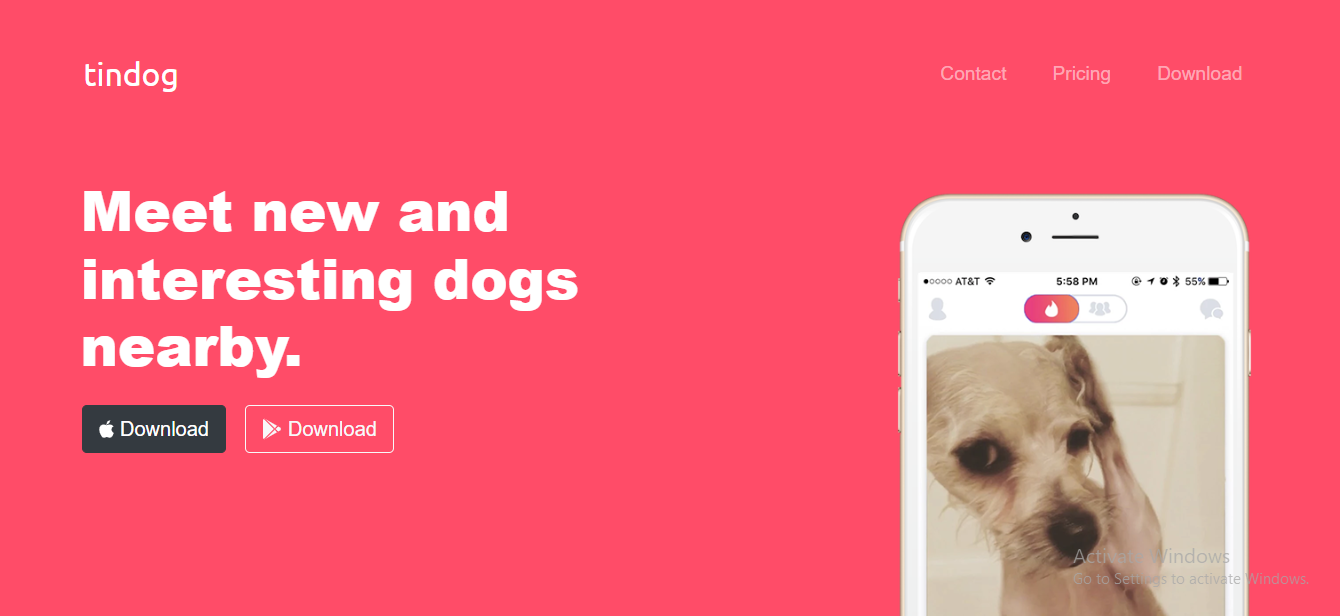 tindog
Contact Pricing Download
Meet new and
interesting dogs
nearby.
AT&T 5:58 PM 55%
Download Download
Activate Windows
Go to Settings to activate Windows.